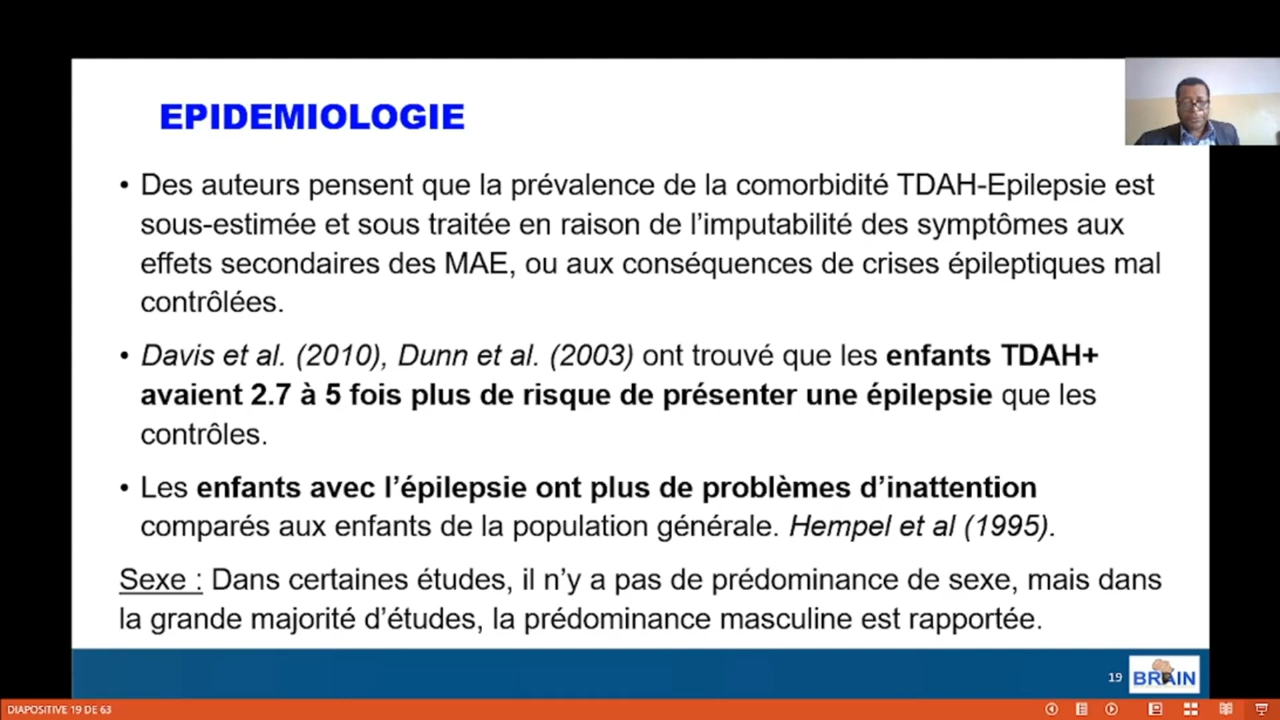 EPIDEMIOLOGIE
• Des auteurs pensent que la prévalence de la comorbidité TDAH-Epilepsie est
sous-estimée et sous traitée en raison de l’imputabilité des symptômes aux
effets secondaires des MAE, ou aux conséquences de crises épileptiques mal
contrôlées.
• Davis et al. (2010), Dunn et al. (2003) ont trouvé que les enfants TDAH+
avaient 2.7 à 5 fois plus de risque de présenter une épilepsie que les
contrôles.
• Les enfants avec l’épilepsie ont plus de problèmes d’inattention
comparés aux enfants de la population générale. Hempel et al (1995).
Sexe : Dans certaines études, il n’y a pas de prédominance de sexe, mais dans
la grande majorité d’études, la prédominance masculine est rapportée.
19
BRAIN
DIAPOSITIVE 19 DE 63